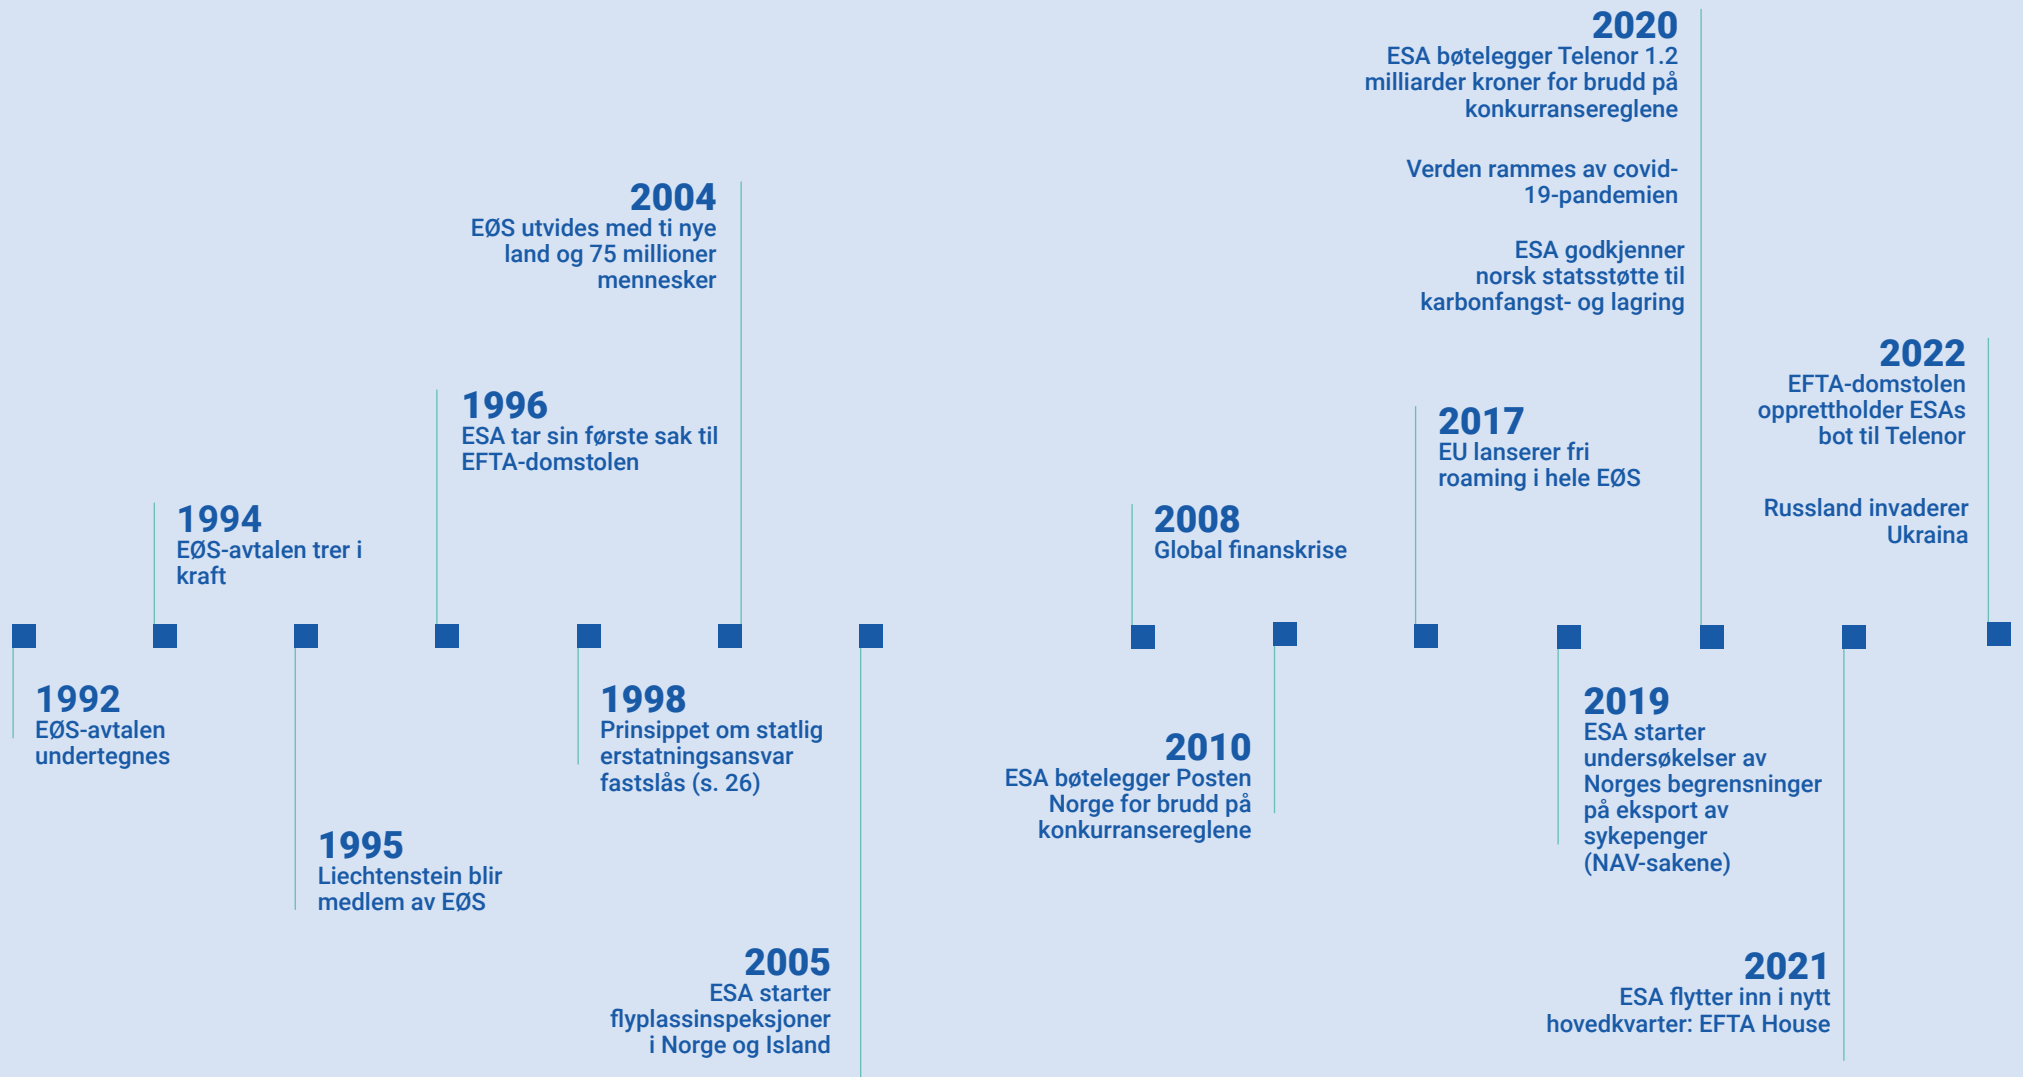 1992
EØS-avtalen
undertegnes
1994
EØS-avtalen trer i
kraft
1995
Liechtenstein blir
medlem av EØS
1996
ESA tar sin første sak til
EFTA-domstolen
1998
Prinsippet om statlig
erstatningsansvar
fastslås (s. 26)
2004
EØS utvides med ti nye
land og 75 millioner
mennesker
2005
ESA starter
flyplassinspeksjoner
i Norge og Island
2008
Global finanskrise
2010
ESA bøtelegger Posten
Norge for brudd på
konkurransereglene
2017
EU lanserer fri
roaming i hele EØS
2019
ESA starter
undersøkelser av
Norges begrensninger
på eksport av
sykepenger
(NAV-sakene)
2020
ESA bøtelegger Telenor 1.2
milliarder kroner for brudd på
konkurransereglene
Verden rammes av covid-
19-pandemien
ESA godkjenner
norsk statsstøtte til
karbonfangst- og lagring
2021
ESA flytter inn i nytt
hovedkvarter: EFTA House
2022
EFTA-domstolen
opprettholder ESAs
bot til Telenor
Russland invaderer
Ukraina